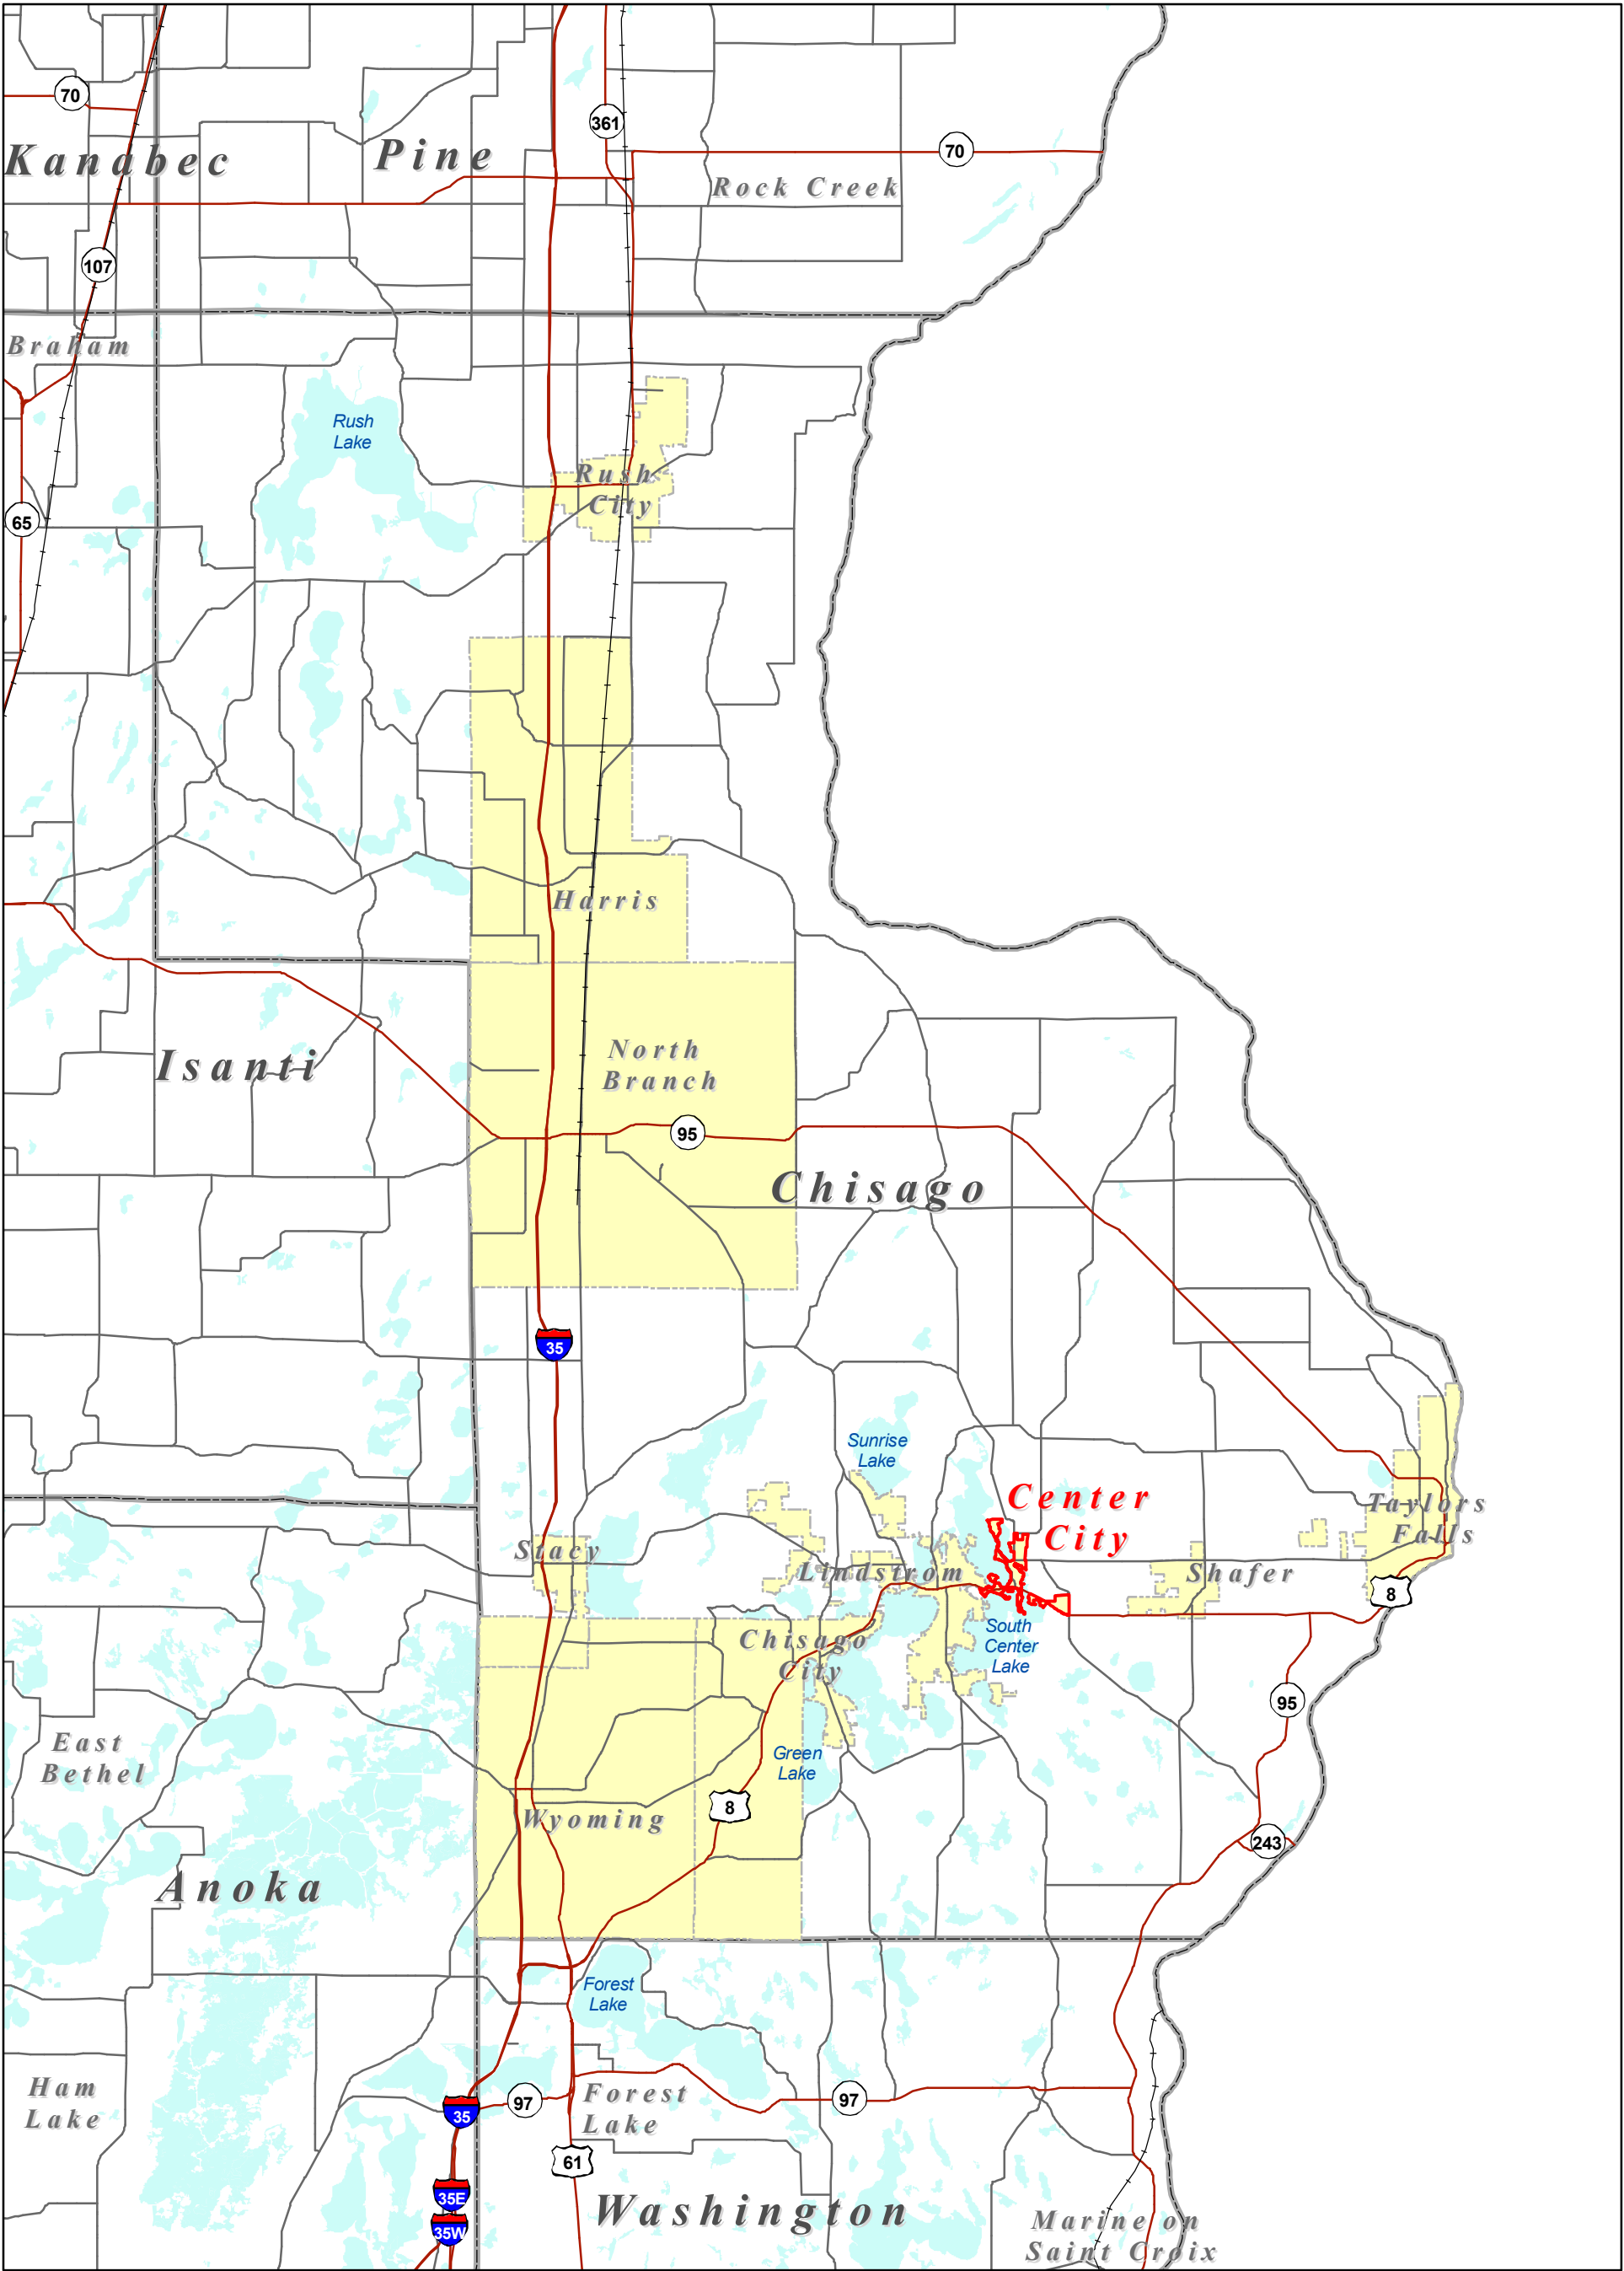 70
361
70
Kanabec
Pine
Rock Creek
107
Braham
Rush
Lake
Rush
City
65
Harris
Isanti
North
Branch
95
Chisago
35
Sunrise
Lake
Center
City
Taylors
Falls
Stacy
Lindstrom
Shafer
8
South
Center
Lake
Chisago
City
95
East
Bethel
Green
Lake
8
Wyoming
243
Anoka
Forest
Lake
Ham
Lake
35
97
Forest
Lake
97
61
35E
35W
Washington
Marine on
Saint Croix